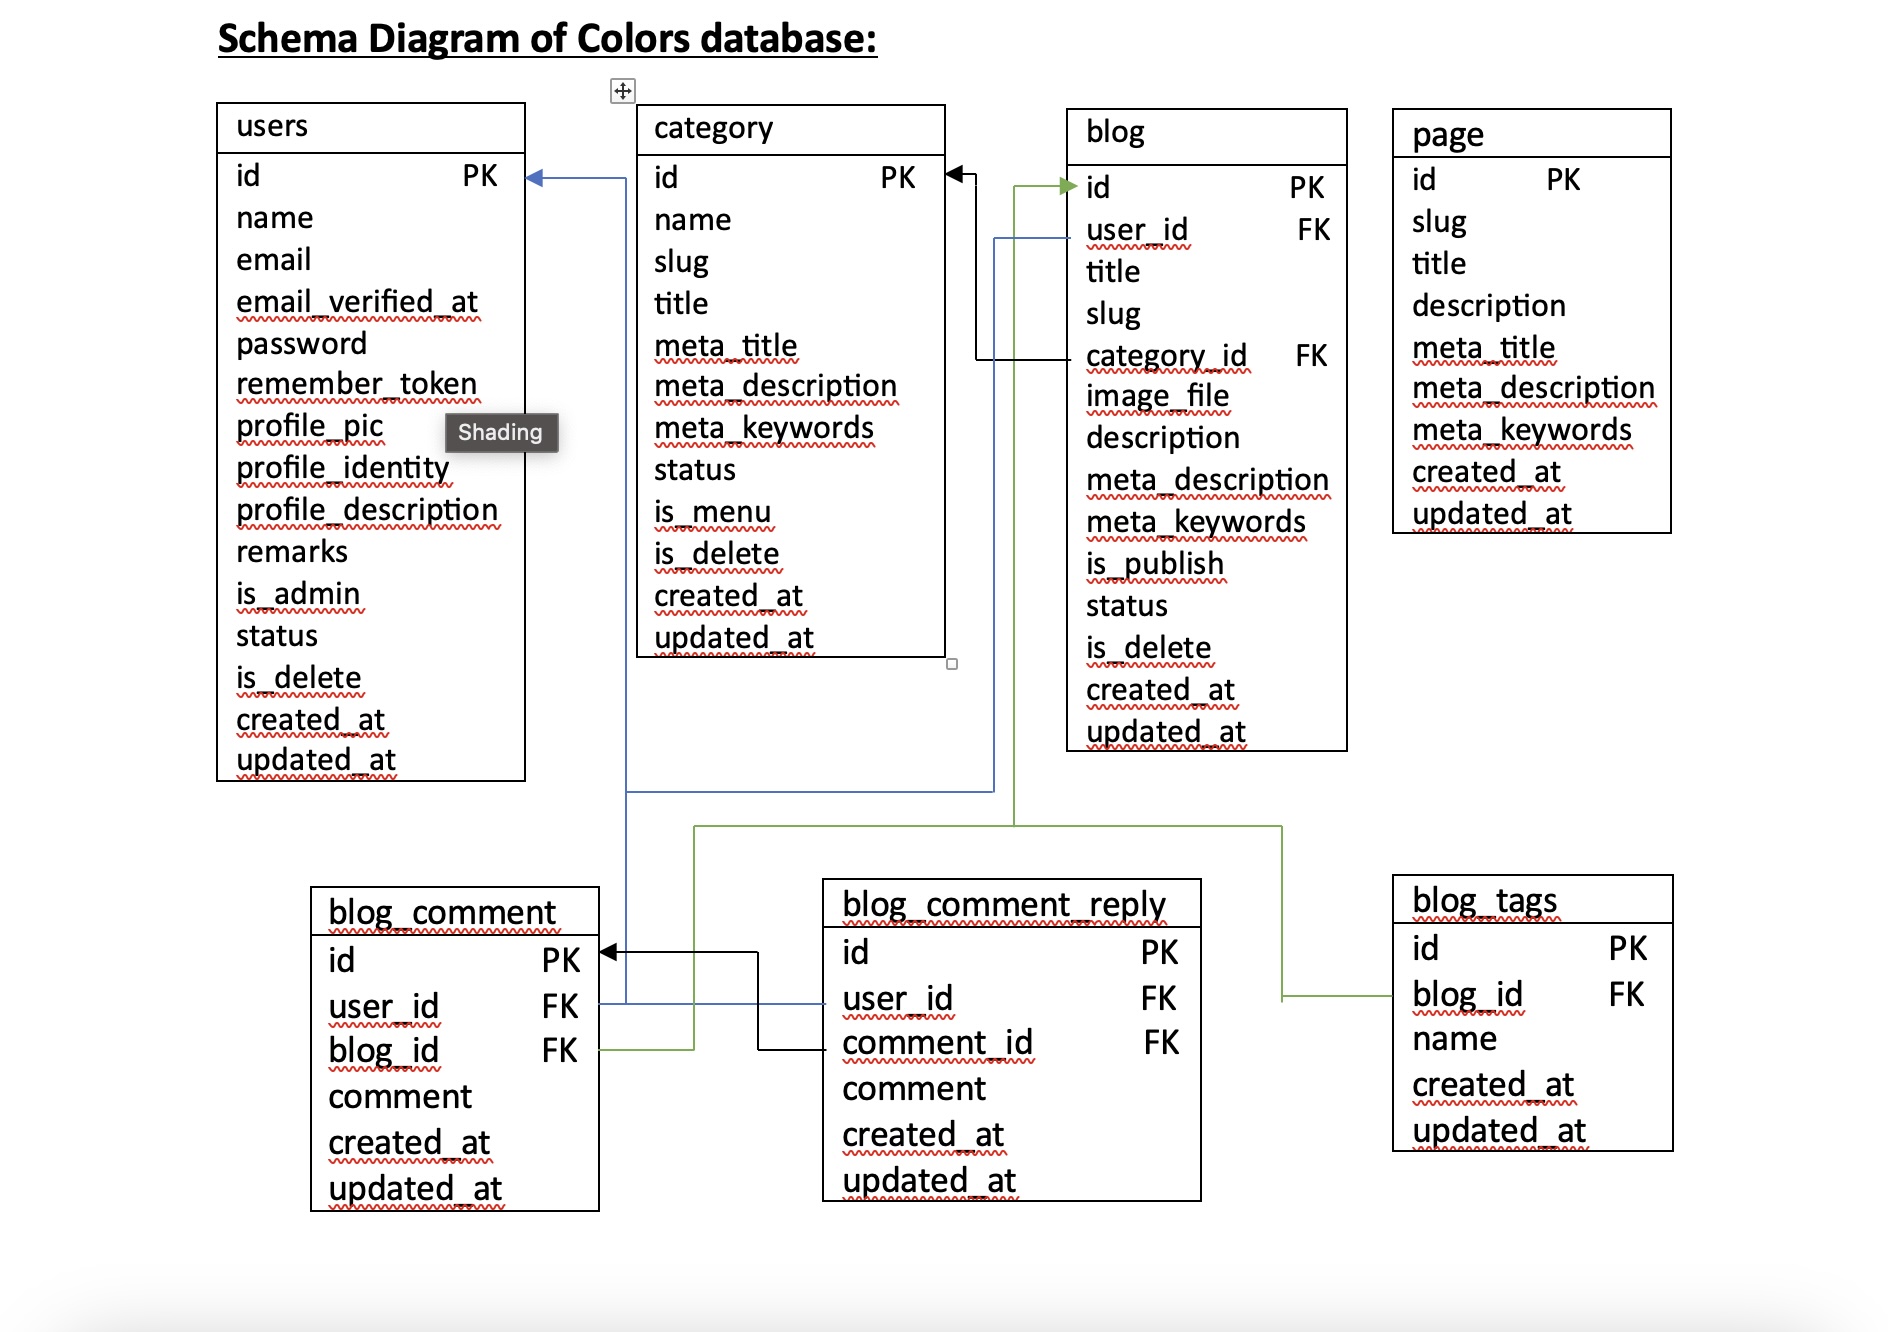 Schema Diagram of Colors database:
users
id PK
name
email
email_verified_at
password
remember_token
profile_pic
Shading
profile_identity
profile_description
remarks
is_admin
status
is_delete
created_at
updated_at
category
id PK
name
slug
title
meta_title
meta_description
meta_keywords
status
is_menu
is_delete
created_at
updated_at
blog
id PK
user_id FK
title
slug
category_id FK
image_file
description
meta_description
meta_keywords
is_publish
status
is_delete
created_at
updated_at
page
id PK
slug
title
description
meta_title
meta_description
meta_keywords
created_at
updated_at
blog_comment
id PK
user_id FK
blog_id FK
comment
created_at
updated_at
blog_comment_reply
id PK
user_id FK
comment_id FK
comment
created_at
updated_at
blog_tags
id PK
blog_id FK
name
created_at
updated_at